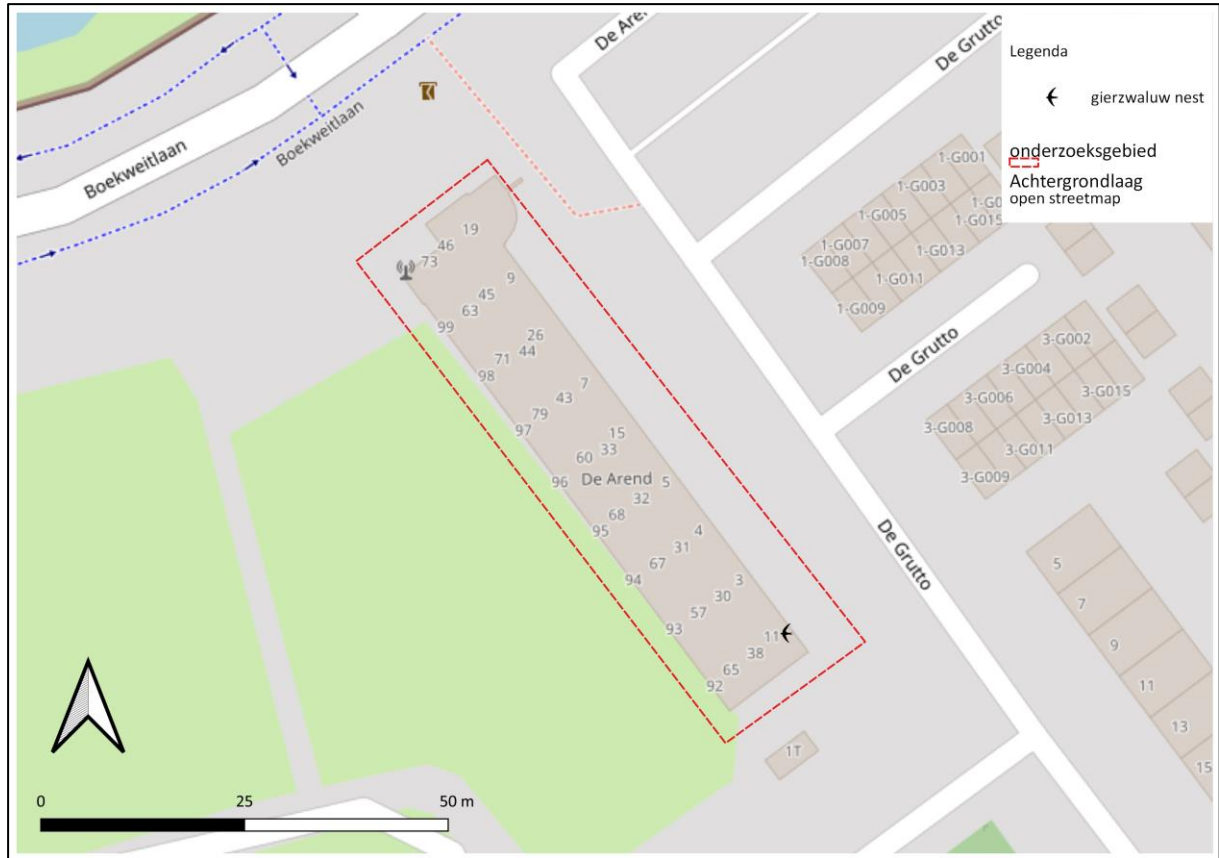 De Arend
De Grutto
Legenda
gierzwaluw nest
onderzoeksgebied
Achtergrondlaag
open streetmap
Boekweitlaan
Boekweitlaan
1-G001
1-G003
1-G005
1-G007
1-G008
1-G015
1-G013
1-G011
1-G009
19
46
73
9
45
63
99
26
44
71
98
7
43
79
97
15
33
60
96
De Arend
5
32
68
95
4
31
67
94
3
30
57
93
11
38
65
92
De Grutto
3-G002
3-G004
3-G006
3-G008
3-G015
3-G013
3-G011
3-G009
De Grutto
5
7
9
11
13
15
1T
0
25
50 m